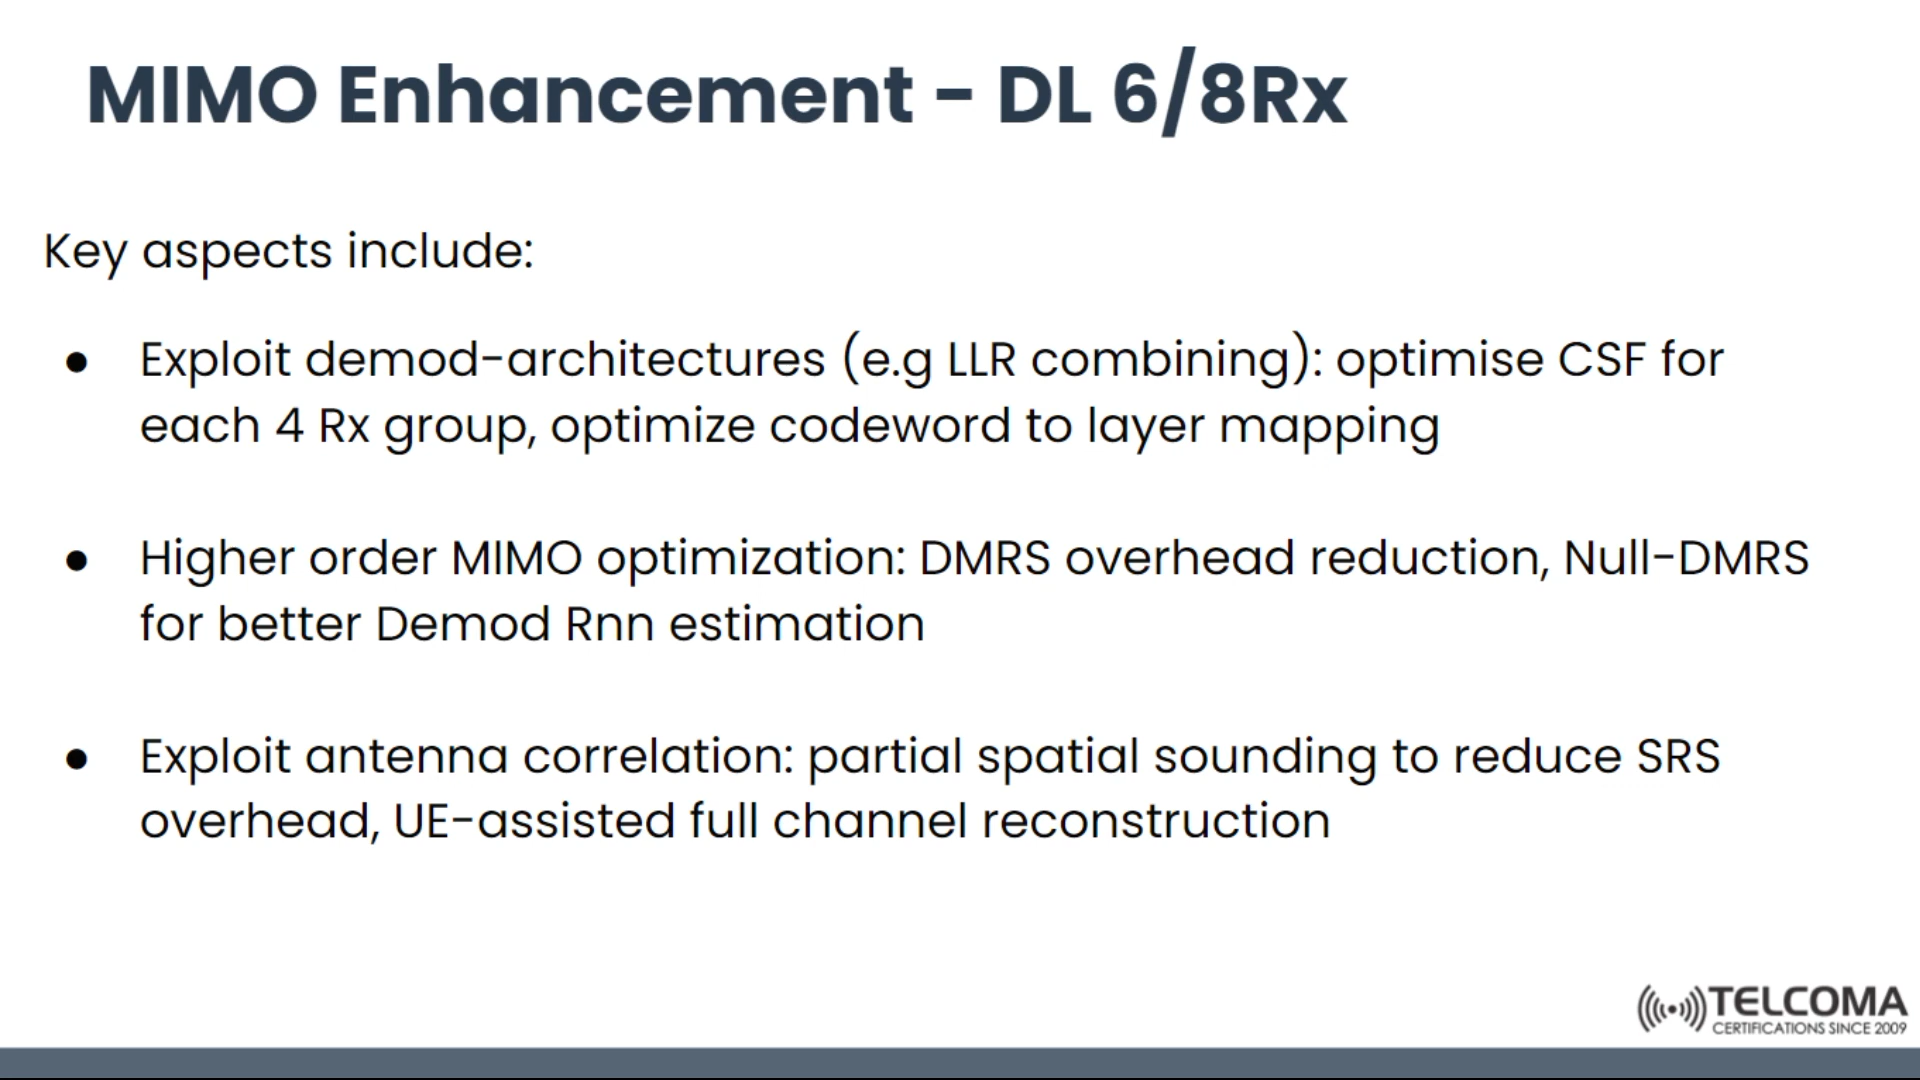 MIMO Enhancement - DL 6/8Rx
Key aspects include:
● Exploit demod-architectures (e.g LLR combining): optimise CSF for
each 4 Rx group, optimize codeword to layer mapping
● Higher order MIMO optimization: DMRS overhead reduction, Null-DMRS
for better Demod Rnn estimation
● Exploit antenna correlation: partial spatial sounding to reduce SRS
overhead, UE-assisted full channel reconstruction
TELCOMA
CERTIFICATIONS SINCE 2009